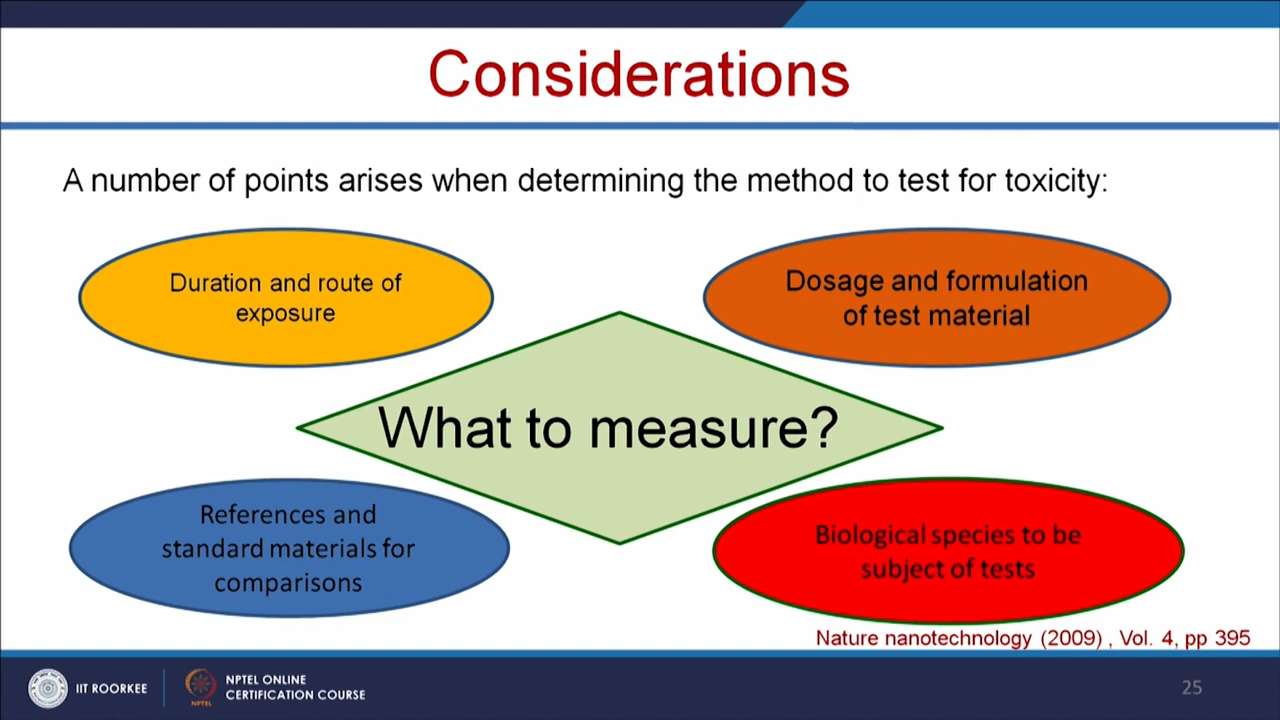 Considerations
A number of points arises when determining the method to test for toxicity:
Duration and route of
exposure
Dosage and formulation
of test material
What to measure?
References and
standard materials for
comparisons
Biological species to be
subject of tests
Nature nanotechnology (2009) , Vol. 4, pp 395
IIT ROORKEE
NPTEL
NPTEL ONLINE
CERTIFICATION COURSE
25